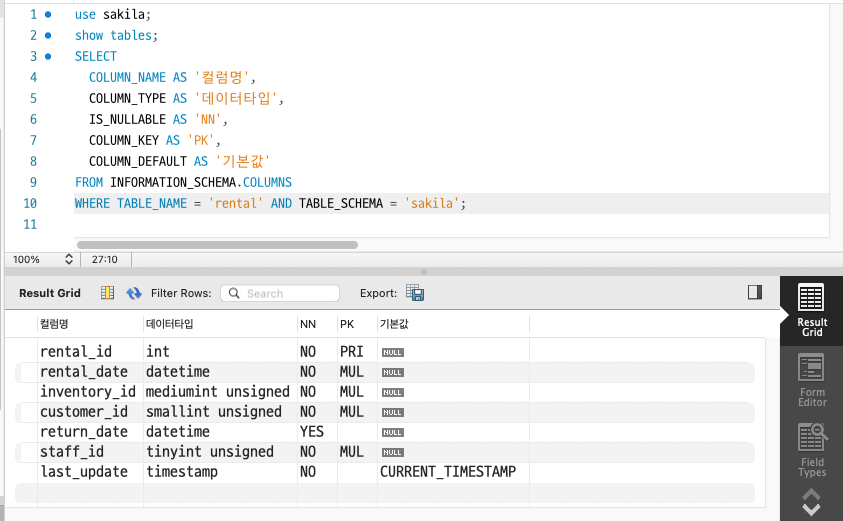 1 use sakila;
2 show tables;
3 SELECT
4 COLUMN_NAME AS '컬럼명',
5 COLUMN_TYPE AS '데이터타입',
6 IS_NULLABLE AS 'NN',
7 COLUMN_KEY AS 'PK',
8 COLUMN_DEFAULT AS '기본값'
9 FROM INFORMATION_SCHEMA.COLUMNS
10 WHERE TABLE_NAME = 'rental' AND TABLE_SCHEMA = 'sakila';
11
100% 27:10
Result Grid Filter Rows: Search Export:
컬럼명 데이터타입 NN PK 기본값
rental_id int NO PRI NULL
rental_date datetime NO MUL NULL
inventory_id mediumint unsigned NO MUL NULL
customer_id smallint unsigned NO MUL NULL
return_date datetime YES NULL
staff_id tinyint unsigned NO MUL NULL
last_update timestamp NO CURRENT_TIMESTAMP
Result
Grid
Form
Editor
Field
Types